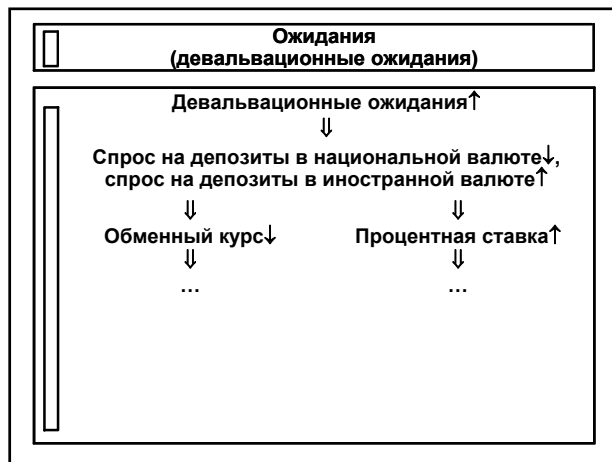 Ожидания
(девальвационные ожидания)
Девальвационные ожидания↑
⇓
Спрос на депозиты в национальной валюте↓,
спрос на депозиты в иностранной валюте↑
⇓ ⇓
Обменный курс↓ Процентная ставка↑
⇓ ⇓
… …